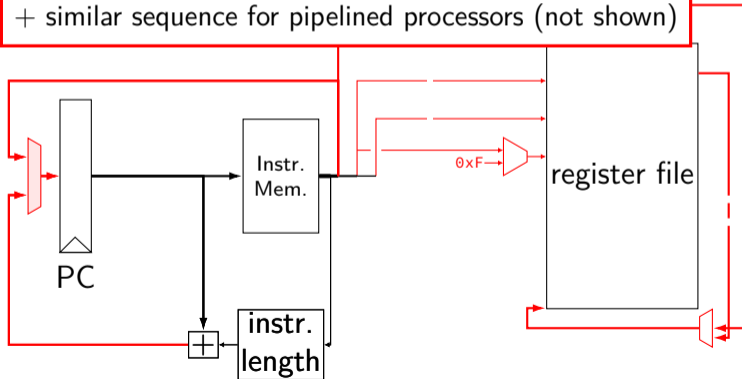 + similar sequence for pipelined processors (not shown)
Instr.
Mem.
0xF
register file
PC
+
instr.
length